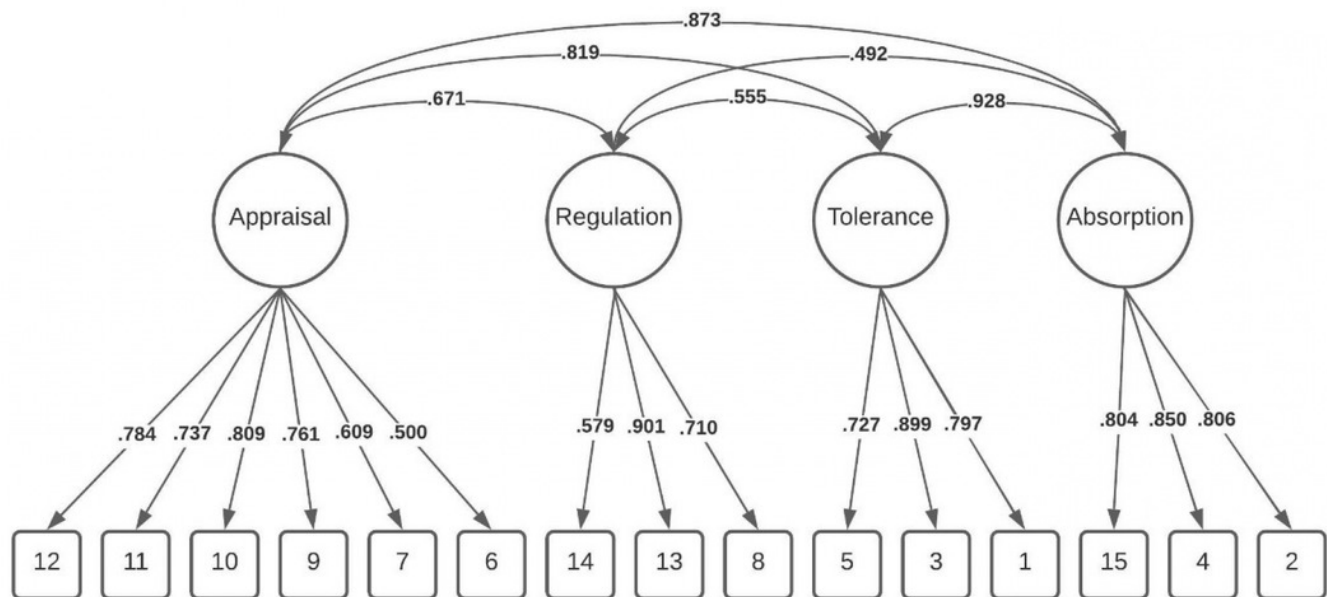 .873
.819 .492
.671 .555 .928
Appraisal Regulation Tolerance Absorption
.784 .737 .809 .761 .609 .500 .579 .901 .710 .727 .899 .797 .804 .850 .806
12 11 10 9 7 6 14 13 8 5 3 1 15 4 2